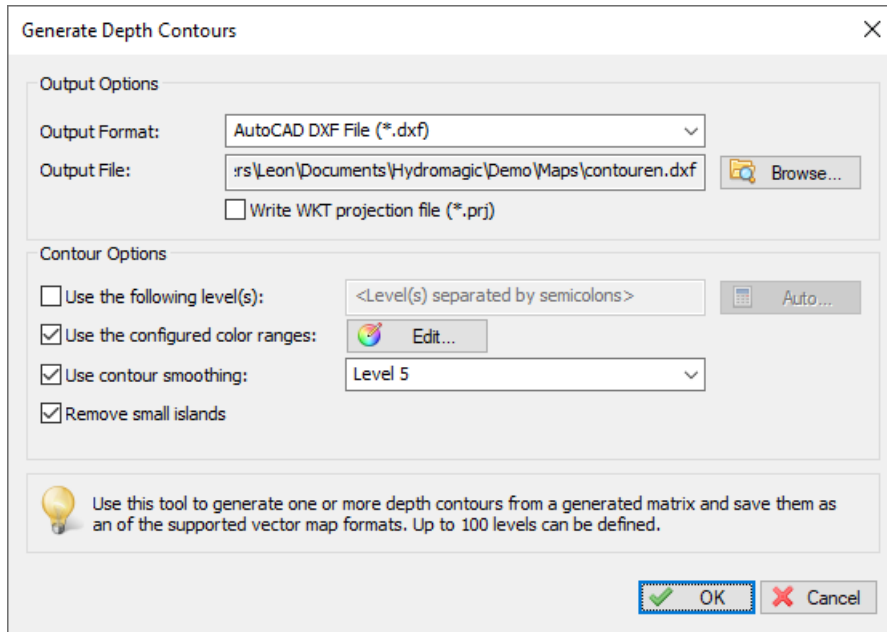 Generate Depth Contours
Output Options
Output Format:
AutoCAD DXF File (*.dxf)
Output File:
:rs\Leon\Documents\Hydromagic\Demo\Maps\contouren.dxf
Browse...
Write WKT projection file (*.prj)
Contour Options
Use the following level(s):
<Level(s) separated by semicolons>
Auto...
Use the configured color ranges:
Edit...
Use contour smoothing:
Level 5
Remove small islands
Use this tool to generate one or more depth contours from a generated matrix and save them as
an of the supported vector map formats. Up to 100 levels can be defined.
OK
Cancel